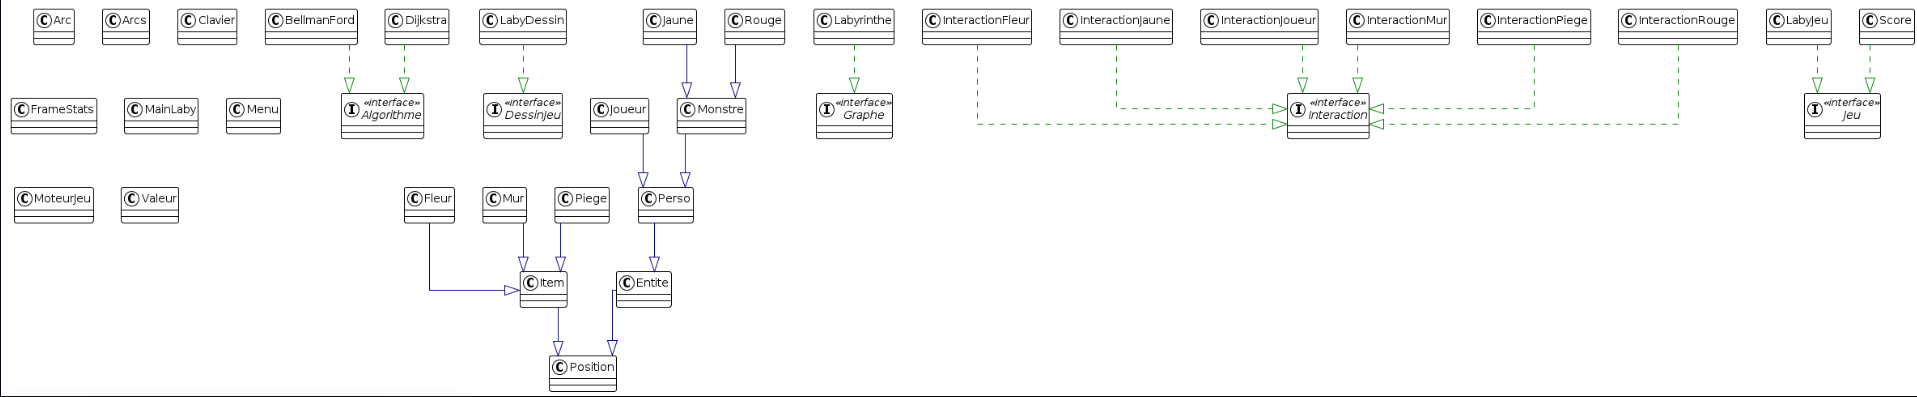 C Arc
C Arcs
C Clavier
C BellmanFord
C Dijkstra
C LabyDessin
C Jaune
C Rouge
C Labyrinthe
C InteractionFleur
C InteractionJaune
C InteractionJoueur
C InteractionMur
C InteractionPiege
C InteractionRouge
C LabyJeu
C Score
C FrameStats
C MainLaby
C Menu
I «interface»
Algorithme
I «interface»
DessinJeu
C Joueur
C Monstre
I «interface»
Graphe
I «interface»
Interaction
I «interface»
Jeu
C MoteurJeu
C Valeur
C Fleur
C Mur
C Piege
C Perso
C Item
C Entite
C Position